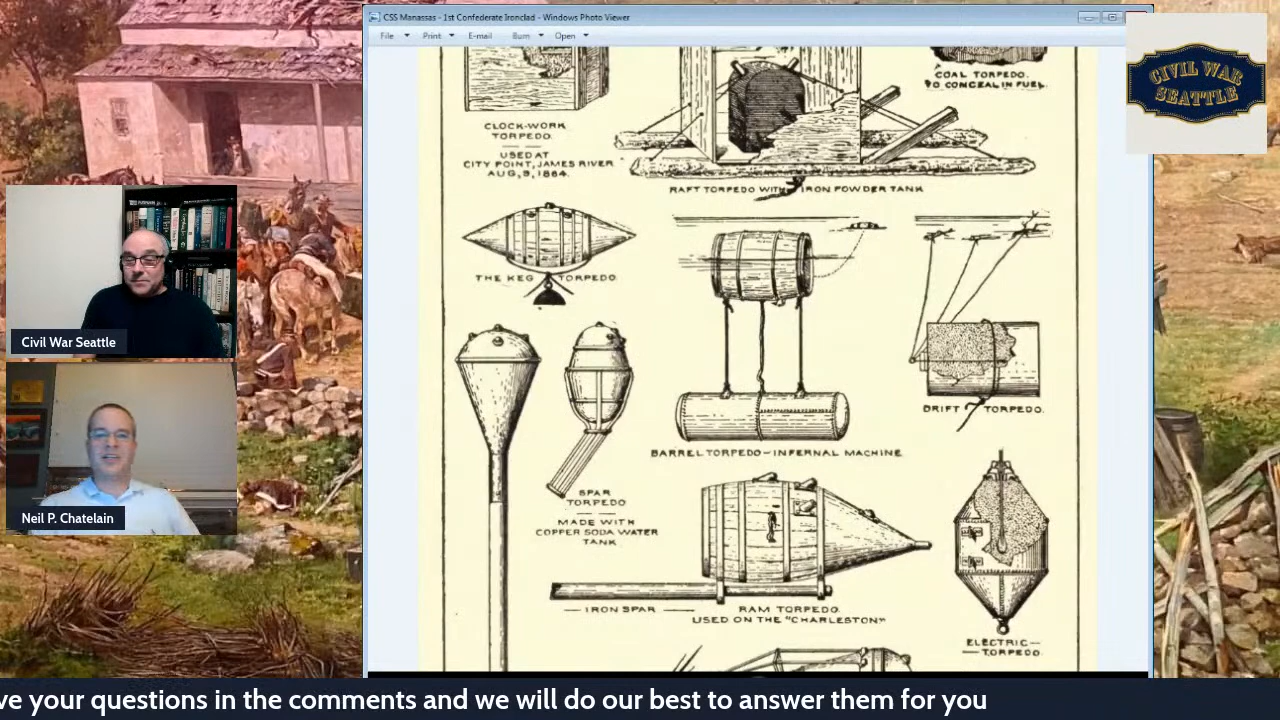 CSS Manassas - 1st Confederate Ironclad - Windows Photo Viewer
File Print E-mail Burn Open
CIVIL WAR
SEATTLE
COAL TORPEDO.
TO CONCEAL IN FUEL.
CLOCK-WORK
TORPEDO.
USED AT
CITY POINT, JAMES RIVER
AUG, 9, 1864.
RAFT TORPEDO WITH IRON POWDER TANK
THE KEG TORPEDO.
DRIFT TORPEDO.
BARREL TORPEDO-INFERNAL MACHINE
SPAR
TORPEDO
MADE WITH
COPPER SODA WATER
TANK.
IRON SPAR
RAM TORPEDO.
USED ON THE "CHARLESTON"
ELECTRIC-
TORPEDO.
Civil War Seattle
Neil P. Chatelain
ve your questions in the comments and we will do our best to answer them for you